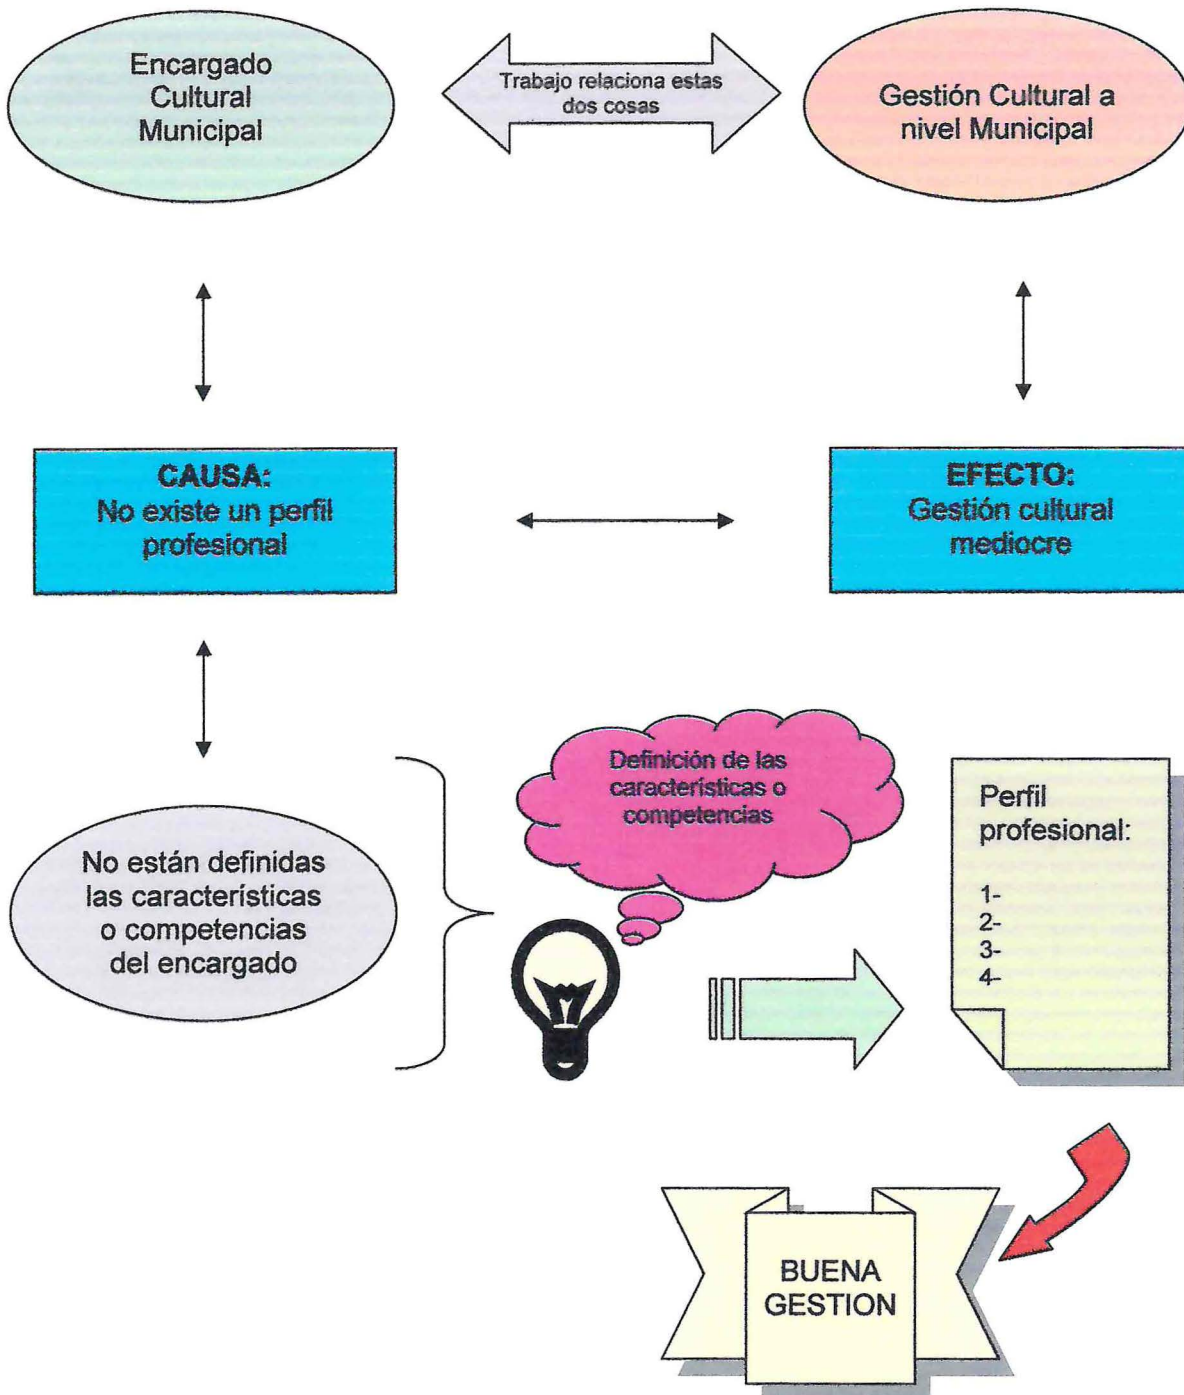 Encargado
Cultural
Municipal
Trabajo relaciona estas
dos cosas
Gestión Cultural a
nivel Municipal
CAUSA:
No existe un perfil
profesional
EFECTO:
Gestión cultural
mediocre
Definición de las
características o
competencias
Perfil
profesional:
1-
2-
3-
4-
No están definidas
las características
o competencias
del encargado
BUENA
GESTION